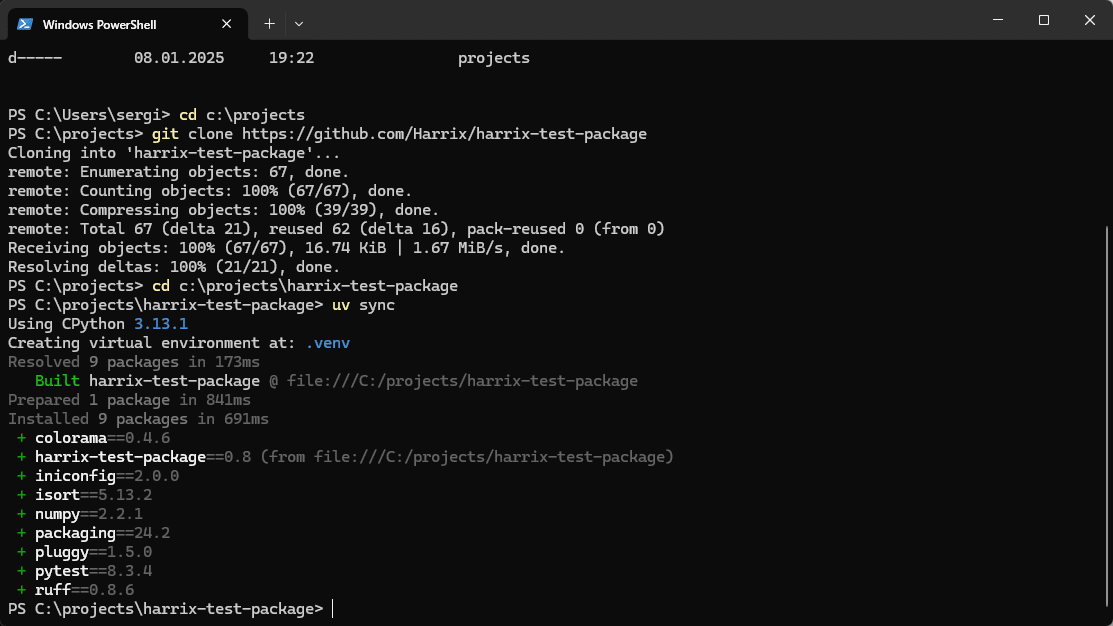 Windows PowerShell
d-----        08.01.2025     19:22                projects
PS C:\Users\sergi> cd c:\projects
PS C:\projects> git clone https://github.com/Harrix/harrix-test-package
Cloning into 'harrix-test-package'...
remote: Enumerating objects: 67, done.
remote: Counting objects: 100% (67/67), done.
remote: Compressing objects: 100% (39/39), done.
remote: Total 67 (delta 21), reused 62 (delta 16), pack-reused 0 (from 0)
Receiving objects: 100% (67/67), 16.74 KiB | 1.67 MiB/s, done.
Resolving deltas: 100% (21/21), done.
PS C:\projects> cd c:\projects\harrix-test-package
PS C:\projects\harrix-test-package> uv sync
Using CPython 3.13.1
Creating virtual environment at: .venv
Resolved 9 packages in 173ms
   Built harrix-test-package @ file:///C:/projects/harrix-test-package
Prepared 1 package in 841ms
Installed 9 packages in 691ms
 + colorama==0.4.6
 + harrix-test-package==0.8 (from file:///C:/projects/harrix-test-package)
 + iniconfig==2.0.0
 + isort==5.13.2
 + numpy==2.2.1
 + packaging==24.2
 + pluggy==1.5.0
 + pytest==8.3.4
 + ruff==0.8.6
PS C:\projects\harrix-test-package>